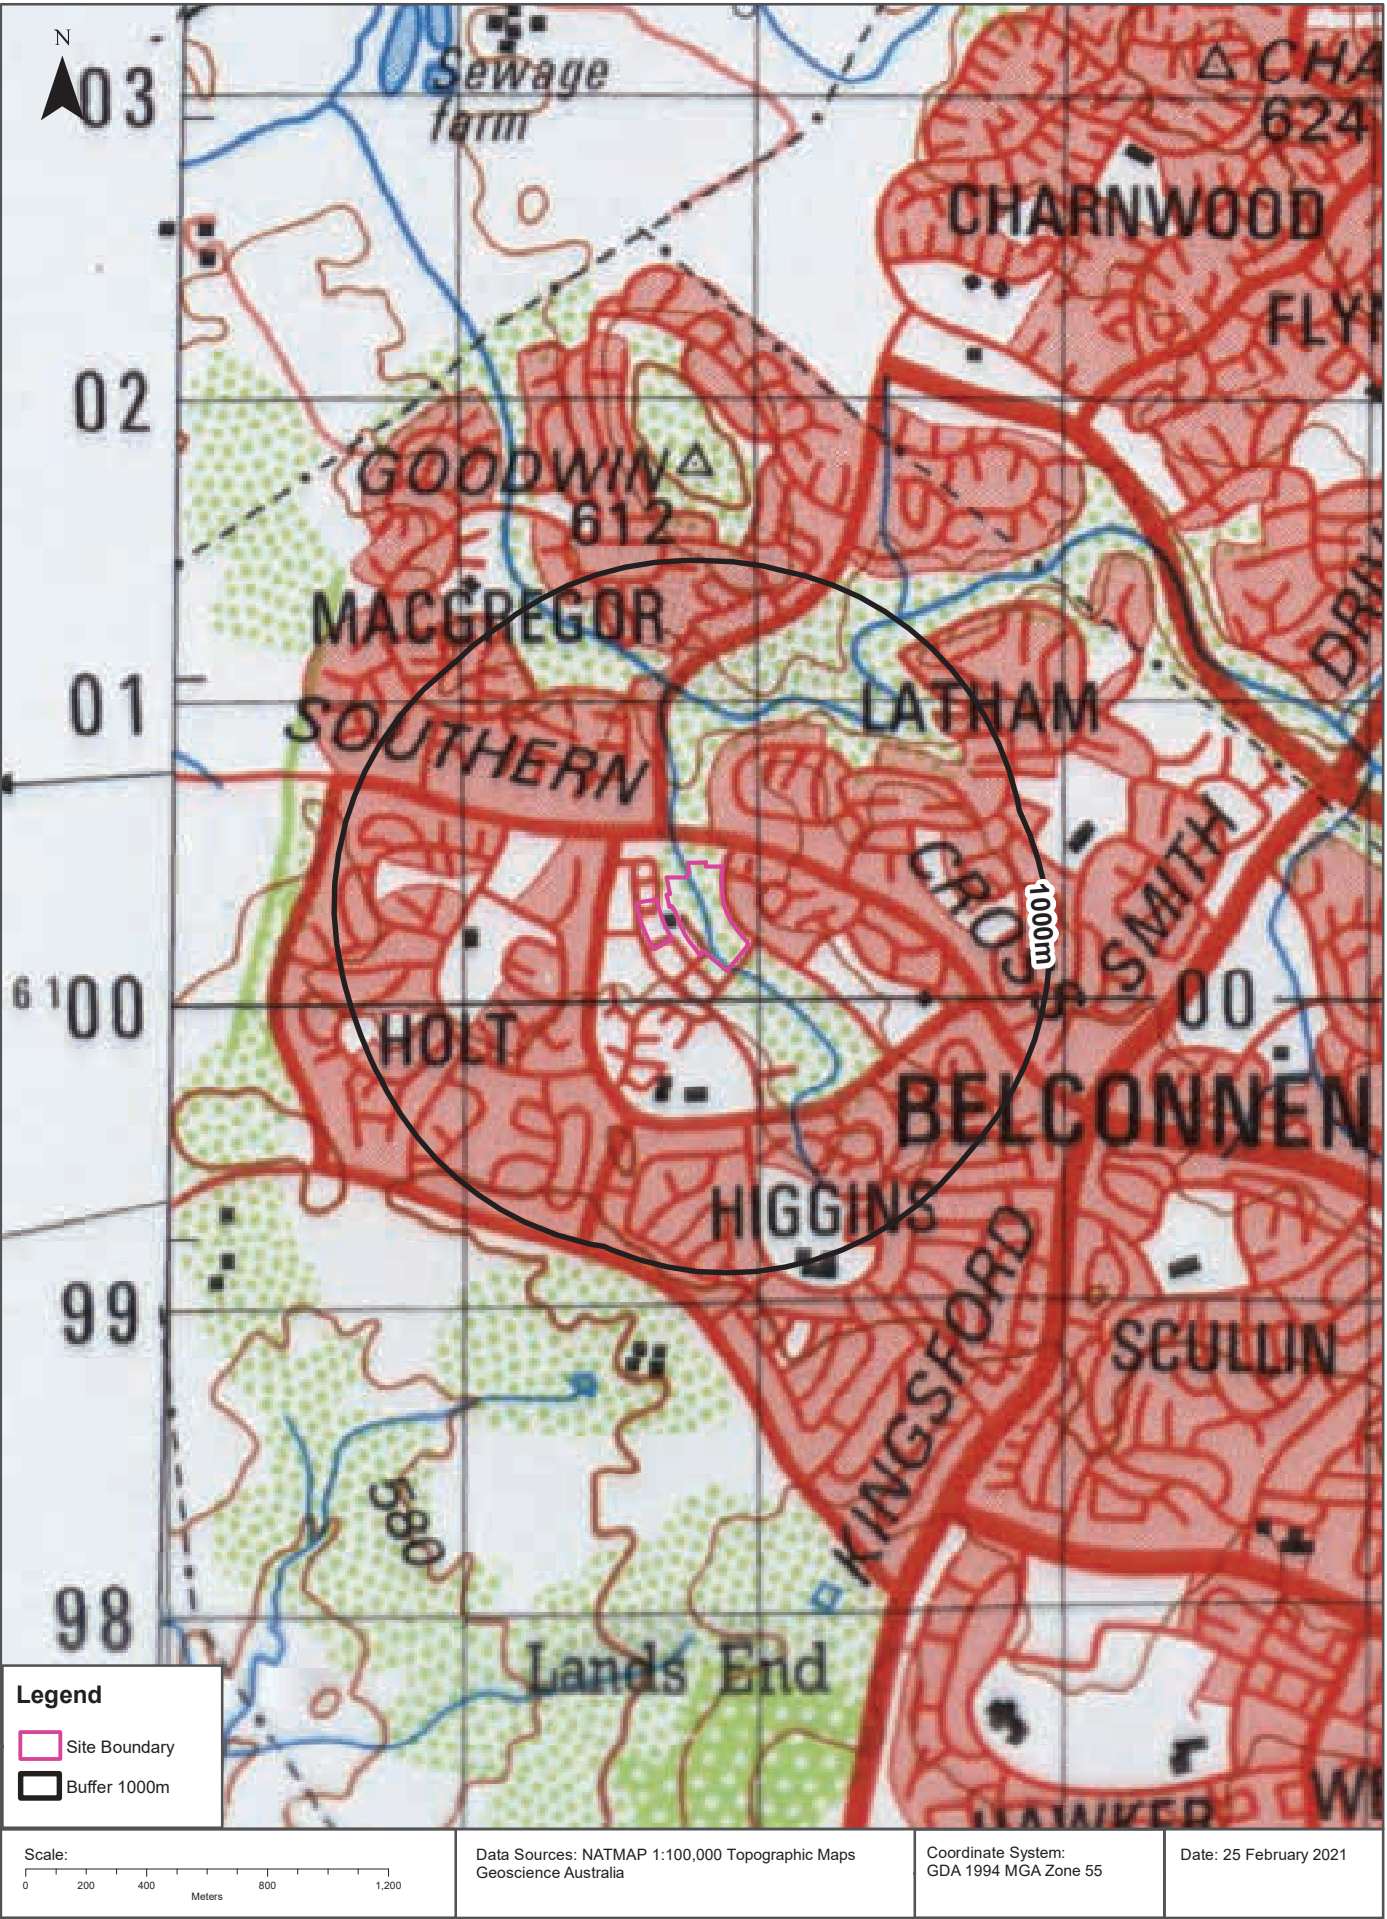 N
03
Sewage
farm
CHA
624
CHARNWOOD
FLY
02
GOODWIN
612
MACGREGOR
DRA
01
LATHAM
SOUTHERN
CROSS
SMITH
1000m
6100
00
HOLT
BELCONNEN
HIGGINS
KINGSFORD
99
SCULLIN
580
98
Lands End
HAWKER
WE
Legend
Site Boundary
Buffer 1000m
Scale:
0 200 400 800 1,200
Meters
Data Sources: NATMAP 1:100,000 Topographic Maps
Geoscience Australia
Coordinate System:
GDA 1994 MGA Zone 55
Date: 25 February 2021